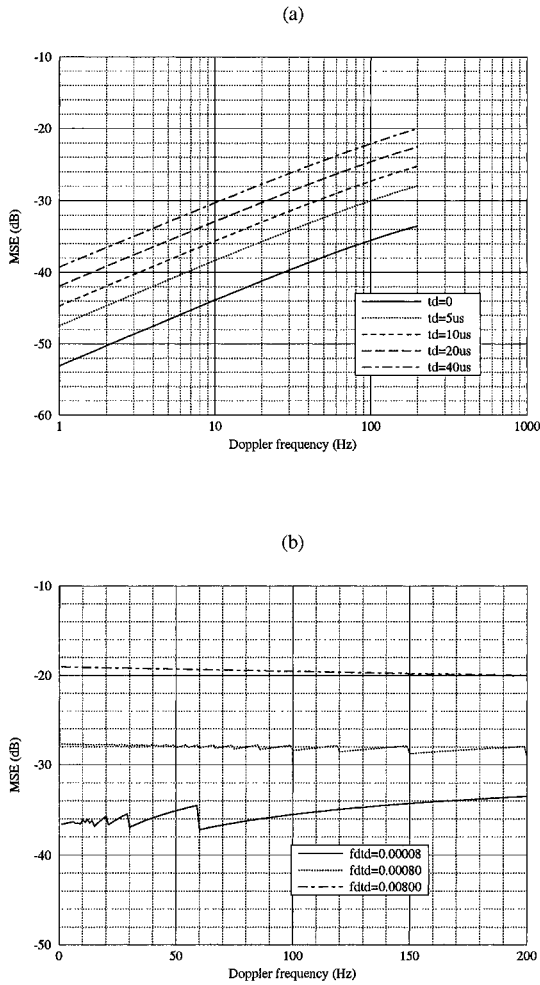 (a)
-10
-20
-30
-40
-50
-60
MSE (dB)
td=0
td=5us
td=10us
td=20us
td=40us
1
10
100
1000
Doppler frequency (Hz)
(b)
-10
-20
-30
-40
-50
MSE (dB)
fdtd=0.00008
fdtd=0.00080
fdtd=0.00800
0
50
100
150
200
Doppler frequency (Hz)